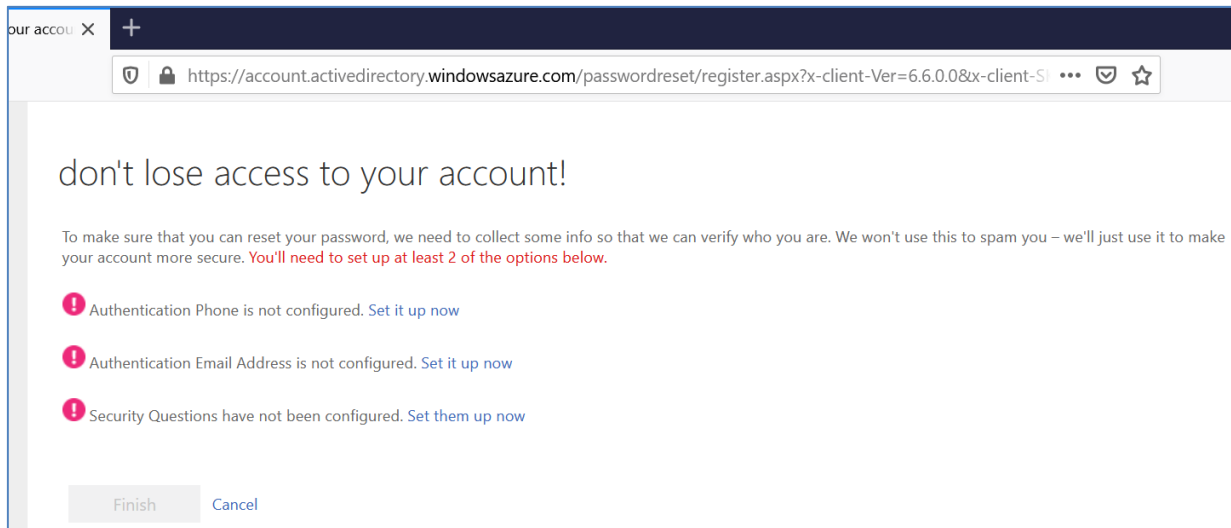 our accou
https://account.activedirectory.windowsazure.com/passwordreset/register.aspx?x-client-Ver=6.6.0.0&x-client-S
don't lose access to your account!
To make sure that you can reset your password, we need to collect some info so that we can verify who you are. We won't use this to spam you – we'll just use it to make
your account more secure. You'll need to set up at least 2 of the options below.
Authentication Phone is not configured. Set it up now
Authentication Email Address is not configured. Set it up now
Security Questions have not been configured. Set them up now
Finish Cancel